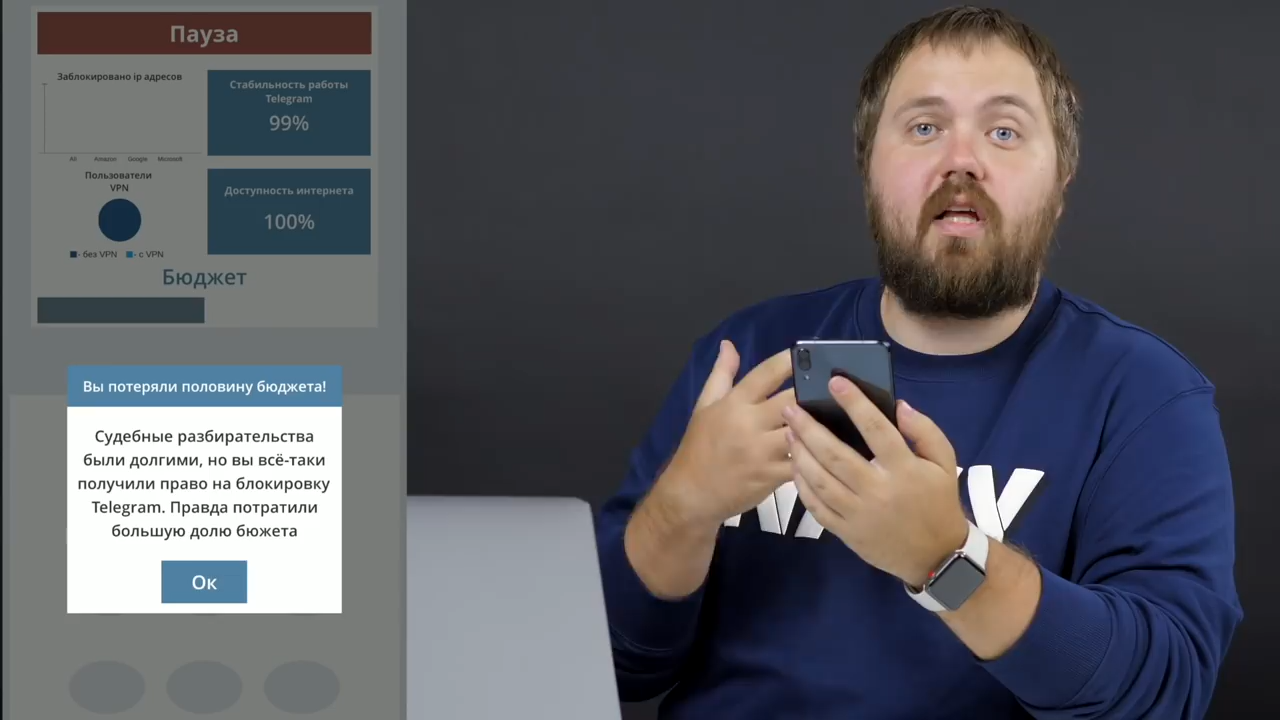 Пауза
Заблокировано ip адресов
All Amazon Google Microsoft
Стабильность работы
Telegram
99%
Пользователи
VPN
- без VPN - с VPN
Доступность интернета
100%
Бюджет
Вы потеряли половину бюджета!
Судебные разбирательства
были долгими, но вы всё-таки
получили право на блокировку
Telegram. Правда потратили
большую долю бюжета
Ок